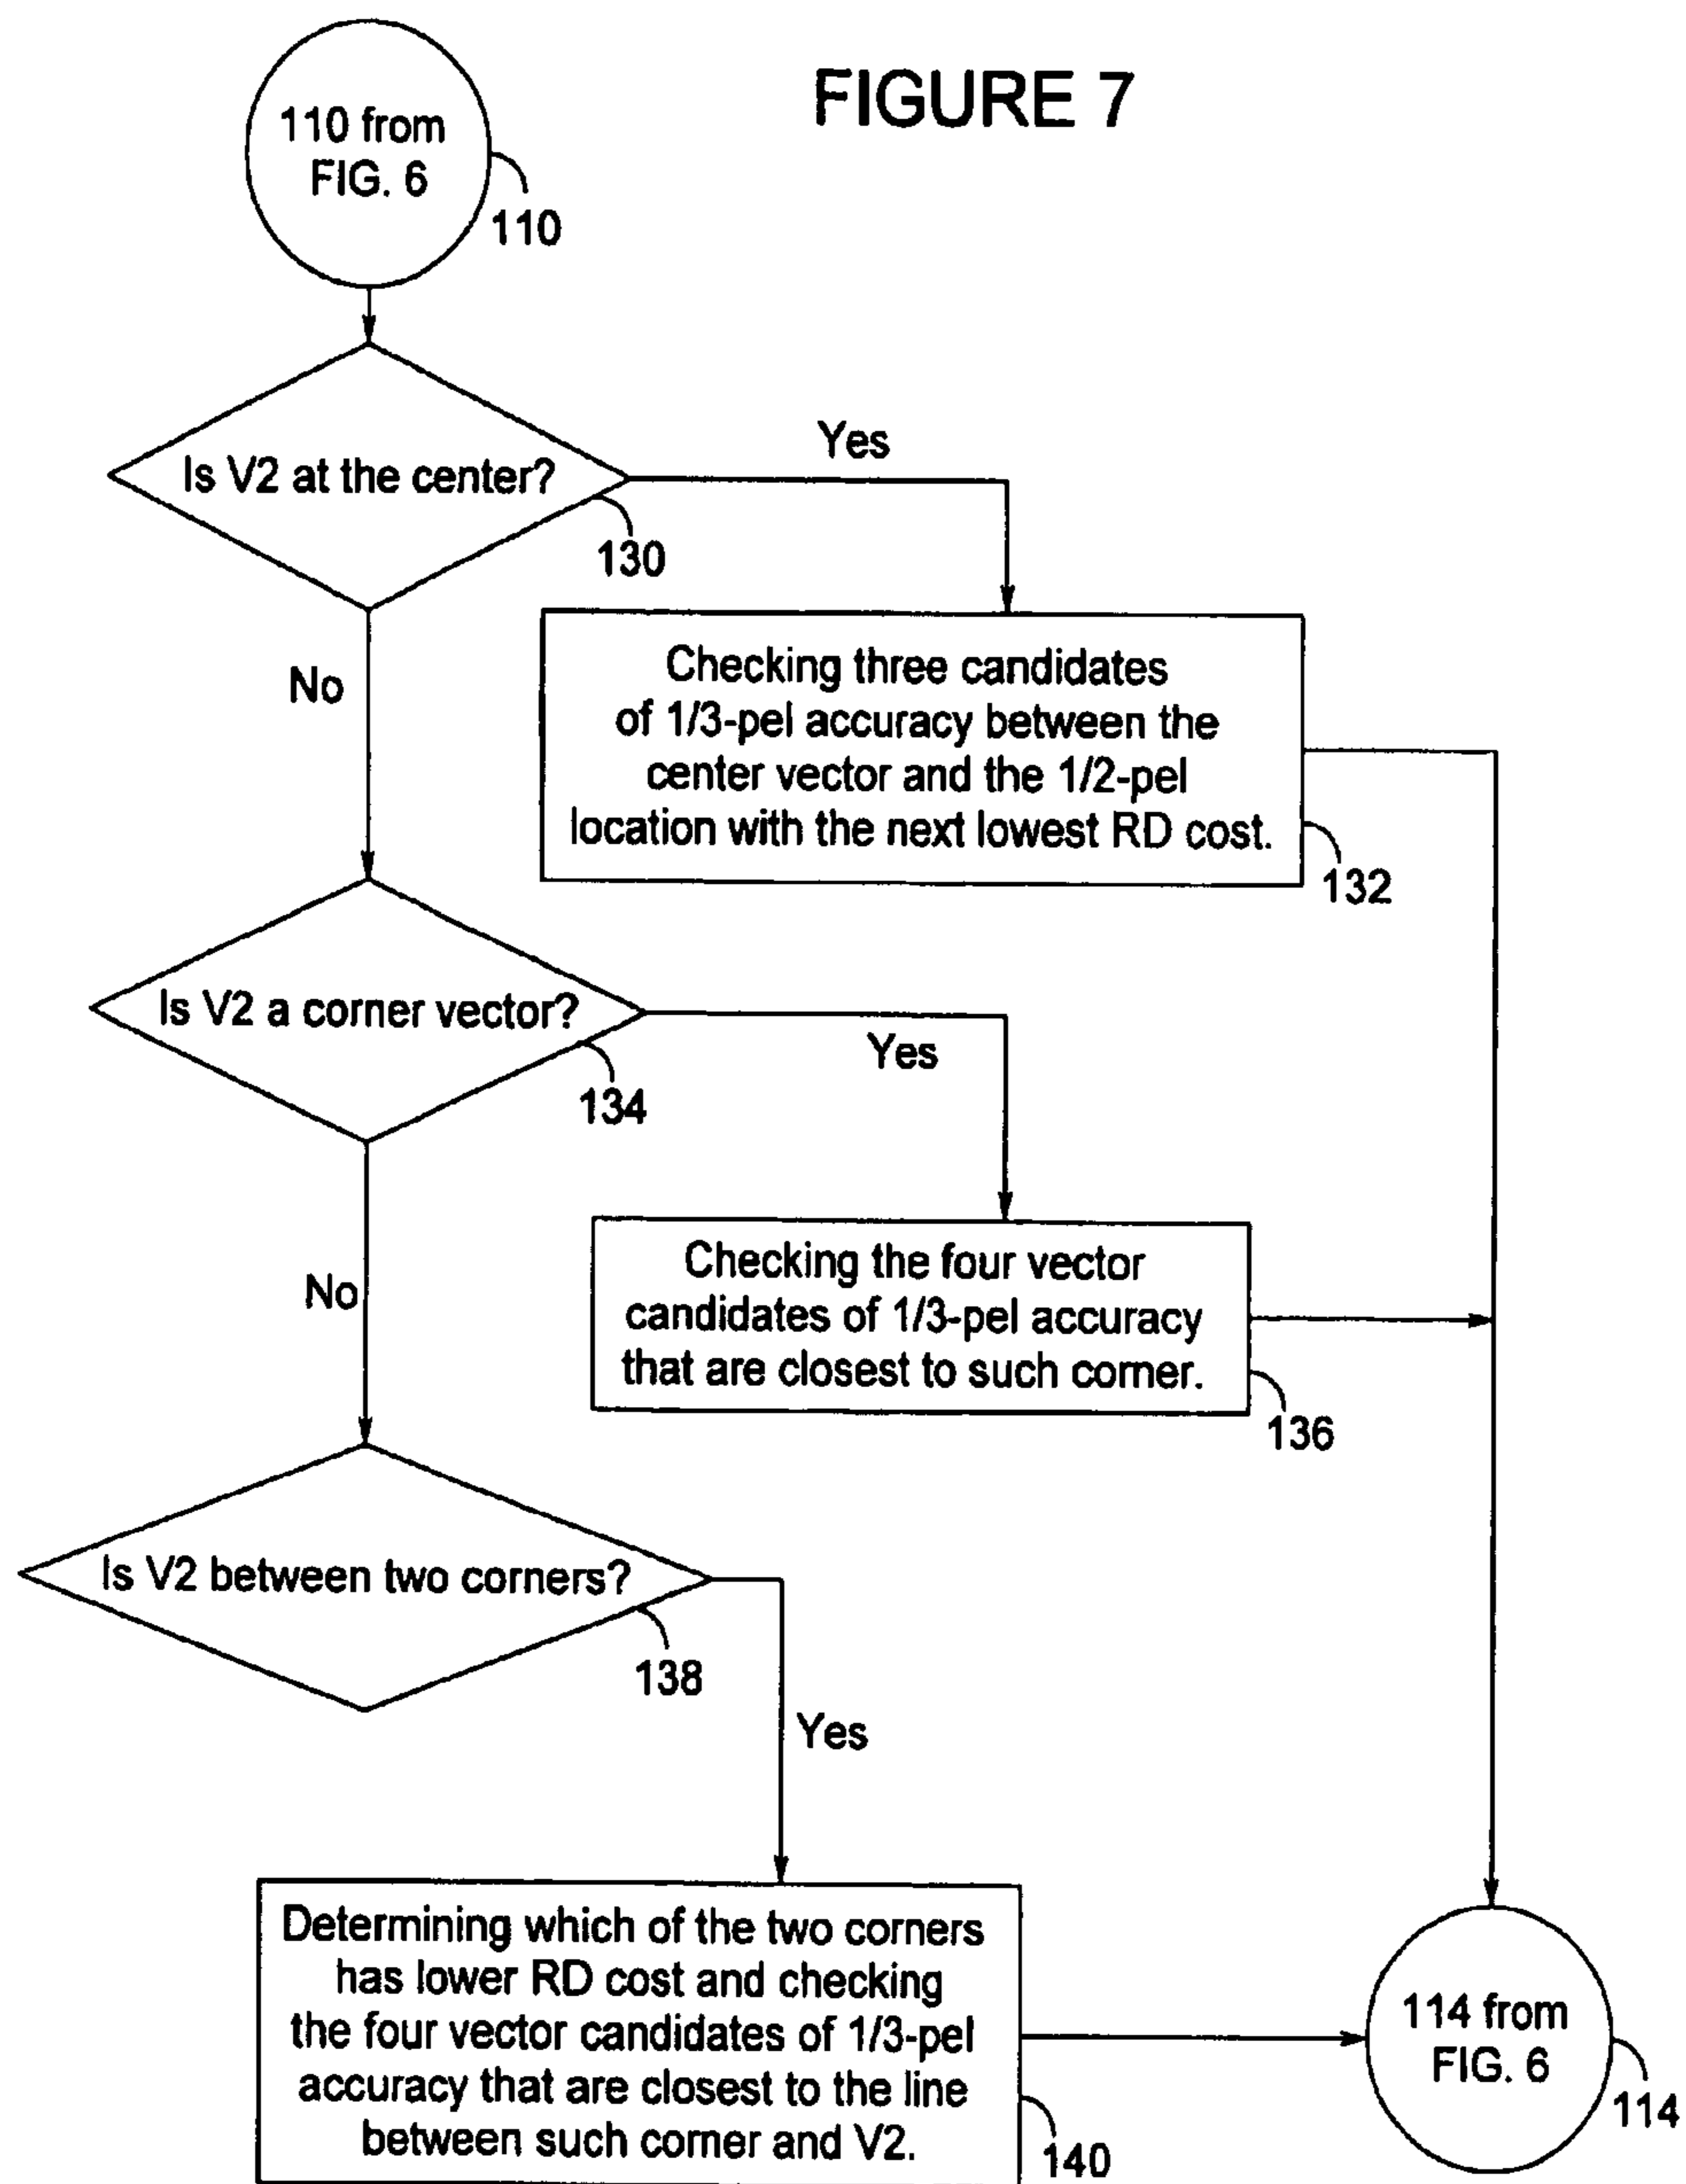 FIGURE 7
110 from
FIG. 6
110
Is V2 at the center?
Yes
130
No
Checking three candidates
of 1/3-pel accuracy between the
center vector and the 1/2-pel
location with the next lowest RD cost.
132
Is V2 a corner vector?
Yes
134
No
Checking the four vector
candidates of 1/3-pel accuracy
that are closest to such corner.
136
Is V2 between two corners?
138
Yes
Determining which of the two corners
has lower RD cost and checking
the four vector candidates of 1/3-pel
accuracy that are closest to the line
between such corner and V2.
140
114 from
FIG. 6
114